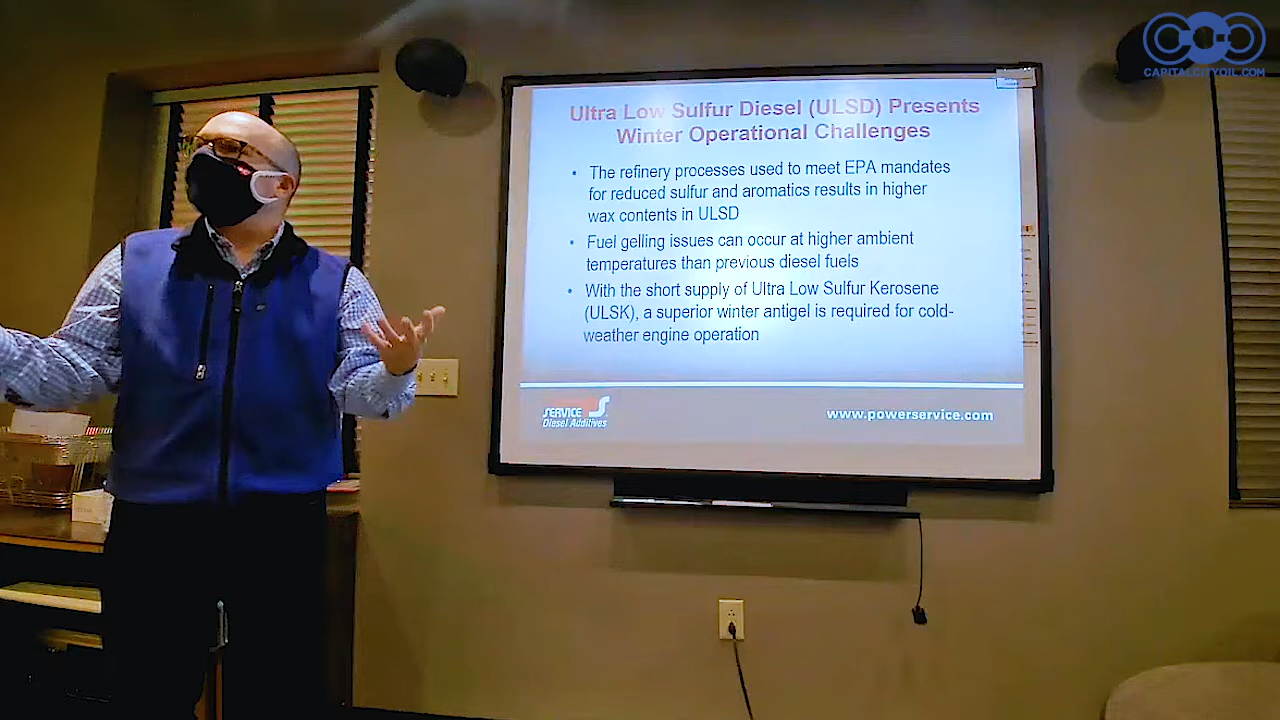 CAPITALCITYOIL.COM
Ultra Low Sulfur Diesel (ULSD) Presents
Winter Operational Challenges
• The refinery processes used to meet EPA mandates
for reduced sulfur and aromatics results in higher
wax contents in ULSD
• Fuel gelling issues can occur at higher ambient
temperatures than previous diesel fuels
• With the short supply of Ultra Low Sulfur Kerosene
(ULSK), a superior winter antigel is required for cold-
weather engine operation
SERVICE
Diesel Additives
www.powerservice.com